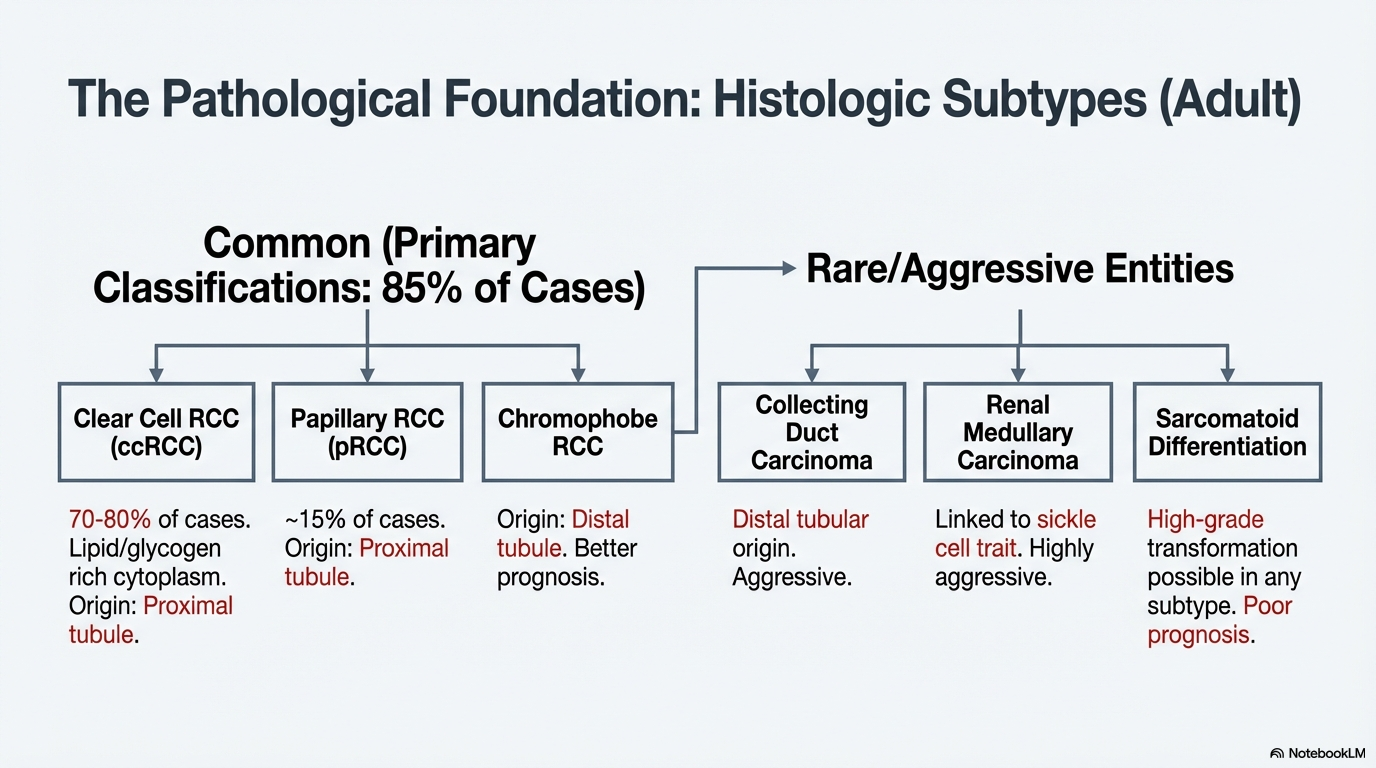 The Pathological Foundation: Histologic Subtypes (Adult)
Common (Primary
Classifications: 85% of Cases)
Rare/Aggressive Entities
Clear Cell RCC
(ccRCC)
70-80% of cases.
Lipid/glycogen
rich cytoplasm.
Origin: Proximal
tubule.
Papillary RCC
(pRCC)
~15% of cases.
Origin: Proximal
tubule.
Chromophobe
RCC
Origin: Distal
tubule. Better
prognosis.
Collecting
Duct
Carcinoma
Distal tubular
origin.
Aggressive.
Renal
Medullary
Carcinoma
Linked to sickle
cell trait. Highly
aggressive.
Sarcomatoid
Differentiation
High-grade
transformation
possible in any
subtype. Poor
prognosis.
NotebookLM